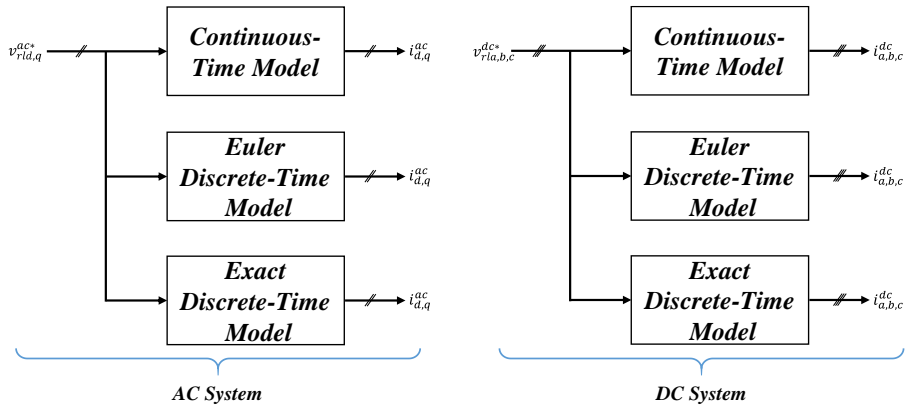 v_{rld,q}^{ac*}
Continuous-
Time Model
i_{d,q}^{ac}
Euler
Discrete-Time
Model
i_{d,q}^{ac}
Exact
Discrete-Time
Model
i_{d,q}^{ac}
AC System
v_{rla,b,c}^{dc*}
Continuous-
Time Model
i_{a,b,c}^{dc}
Euler
Discrete-Time
Model
i_{a,b,c}^{dc}
Exact
Discrete-Time
Model
i_{a,b,c}^{dc}
DC System